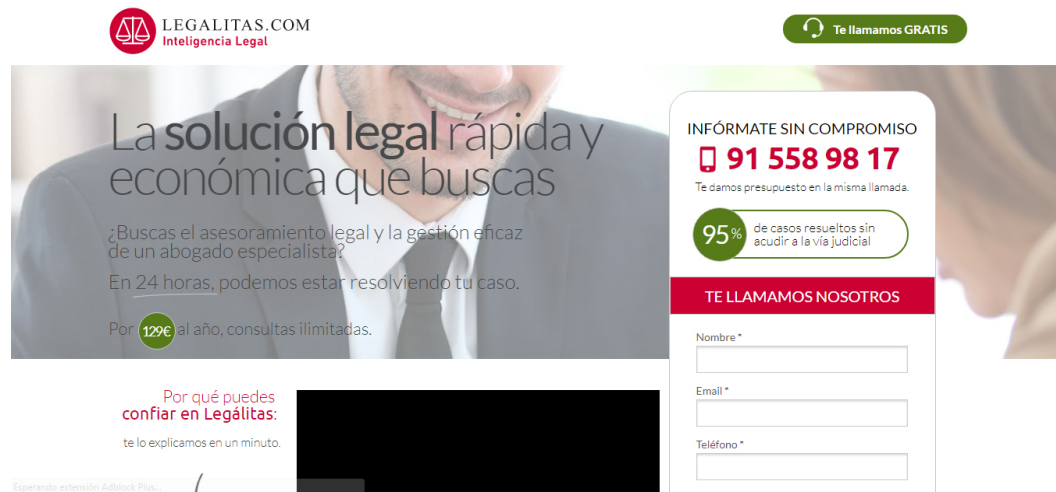 LEGALITAS.COM
Inteligencia Legal
Te llamamos GRATIS
La solución legal rápida y
económica que buscas
¿Buscas el asesoramiento legal y la gestión eficaz
de un abogado especialista?
En 24 horas, podemos estar resolviendo tu caso.
Por 129€ al año, consultas ilimitadas.
INFÓRMATE SIN COMPROMISO
91 558 98 17
Te damos presupuesto en la misma llamada.
95% de casos resueltos sin
acudir a la vía judicial
TE LLAMAMOS NOSOTROS
Nombre *
Email *
Teléfono *
Por qué puedes
confiar en Legálitas:
te lo explicamos en un minuto.
Esperando extensión Adblock Plus...